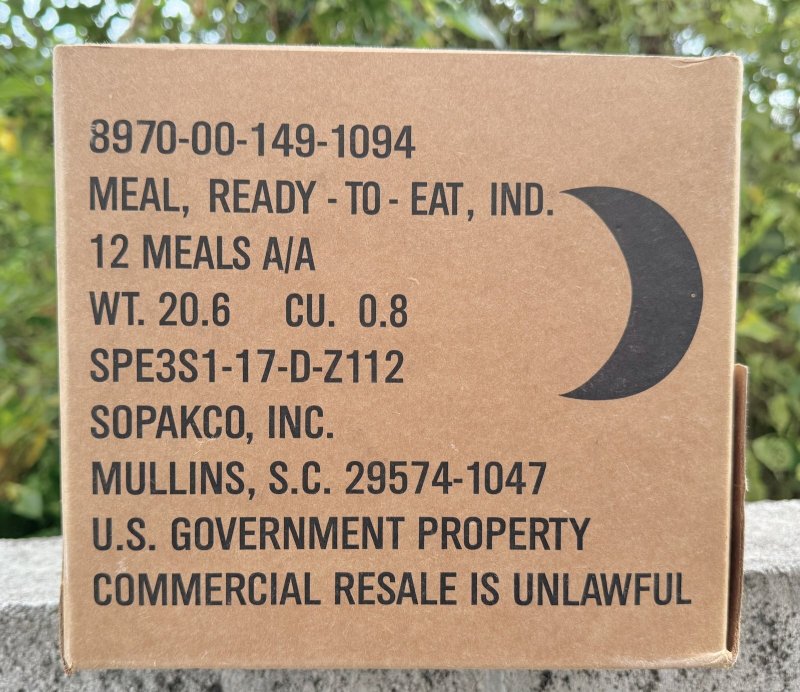 8970-00-149-1094
MEAL, READY - TO - EAT, IND.
12 MEALS A/A
WT. 20.6 CU. 0.8
SPE3S1-17-D-Z112
SOPAKCO, INC.
MULLINS, S.C. 29574-1047
U.S. GOVERNMENT PROPERTY
COMMERCIAL RESALE IS UNLAWFUL